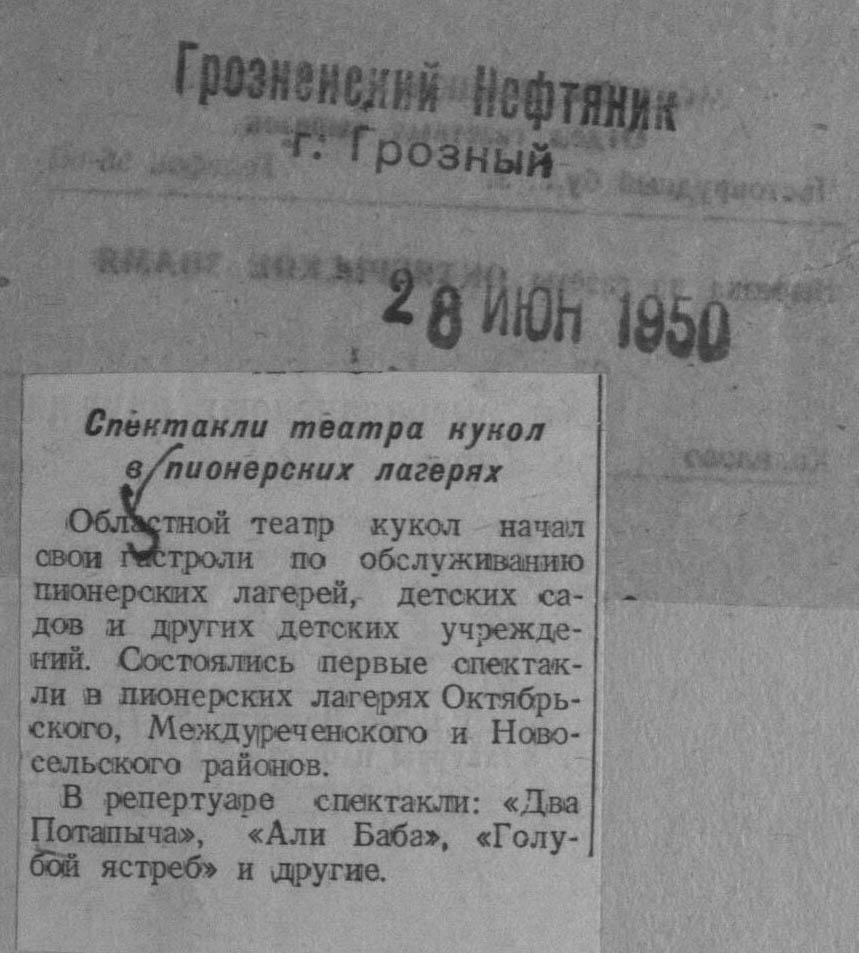 Грозненский Нефтяник
г. Грозный
28 ИЮН 1950
Спектакли театра кукол
в пионерских лагерях
Областной театр кукол начал
свои гастроли по обслуживанию
пионерских лагерей, детских са-
дов и других детских учрежде-
ний. Состоялись первые спектак-
ли в пионерских лагерях Октябрь-
ского, Междуреченского и Ново-
сельского районов.
В репертуаре спектакли: «Два
Потапыча», «Али Баба», «Голу-
бой ястреб» и другие.